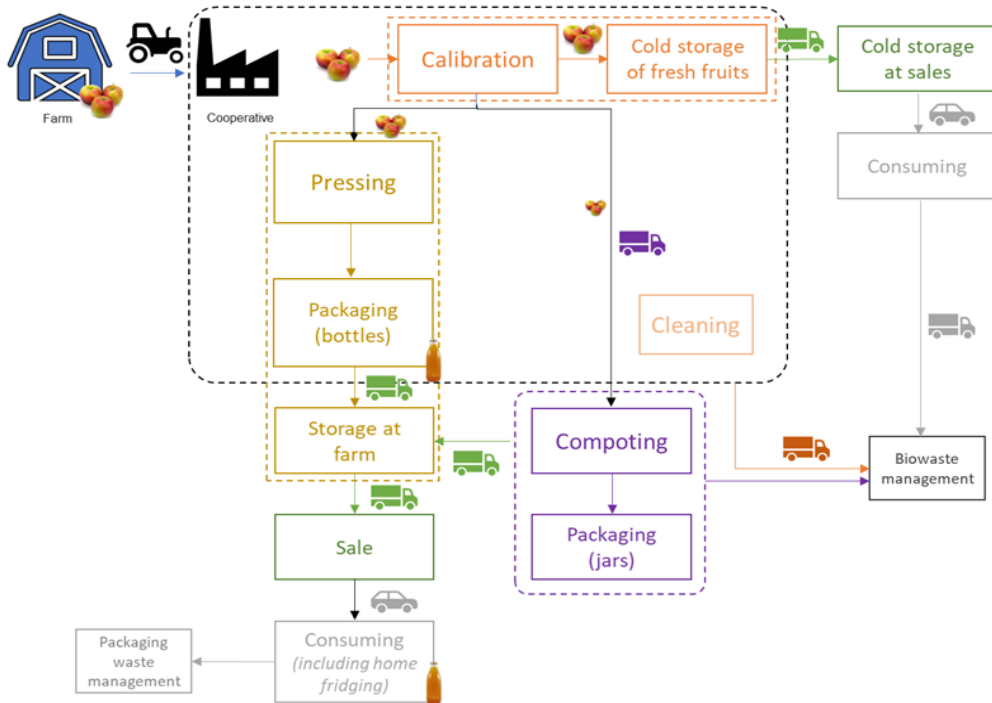 Farm
Cooperative
Calibration
Cold storage
of fresh fruits
Cold storage
at sales
Consuming
Pressing
Packaging
(bottles)
Cleaning
Storage at
farm
Compoting
Biowaste
management
Sale
Packaging
(jars)
Packaging
waste
management
Consuming
(including home
fridging)